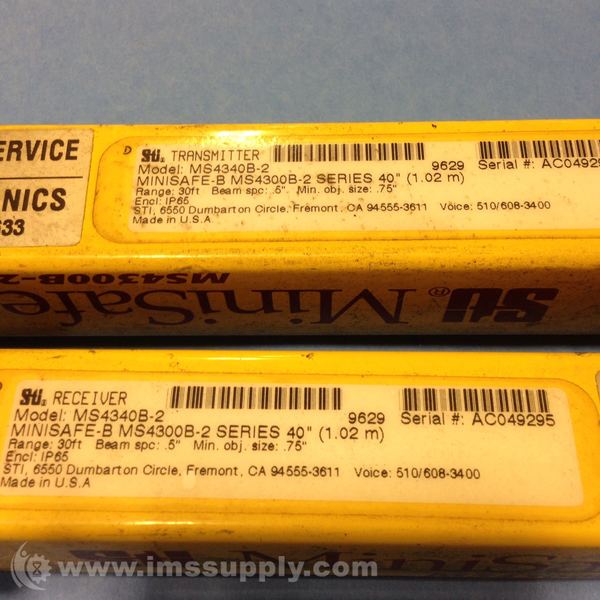 ERVICE
NICS
633
D
STI TRANSMITTER
Model: MS4340B-2
9629 Serial #: AC04929
MINISAFE-B MS4300B-2 SERIES 40" (1.02 m)
Range: 30ft Beam spc: .5" Min. obj. size: .75"
Encl: IP65
STI, 6550 Dumbarton Circle, Fremont, CA 94555-3611 Voice: 510/608-3400
Made in U.S.A
MS4300B-2
STI® MiniSafe
STI RECEIVER
Model: MS4340B-2
9629 Serial #: AC049295
MINISAFE-B MS4300B-2 SERIES 40" (1.02 m)
Range: 30ft Beam spc: .5" Min. obj. size: .75"
Encl: IP65
STI, 6550 Dumbarton Circle, Fremont, CA 94555-3611 Voice: 510/608-3400
Made in U.S.A
www.imssupply.com